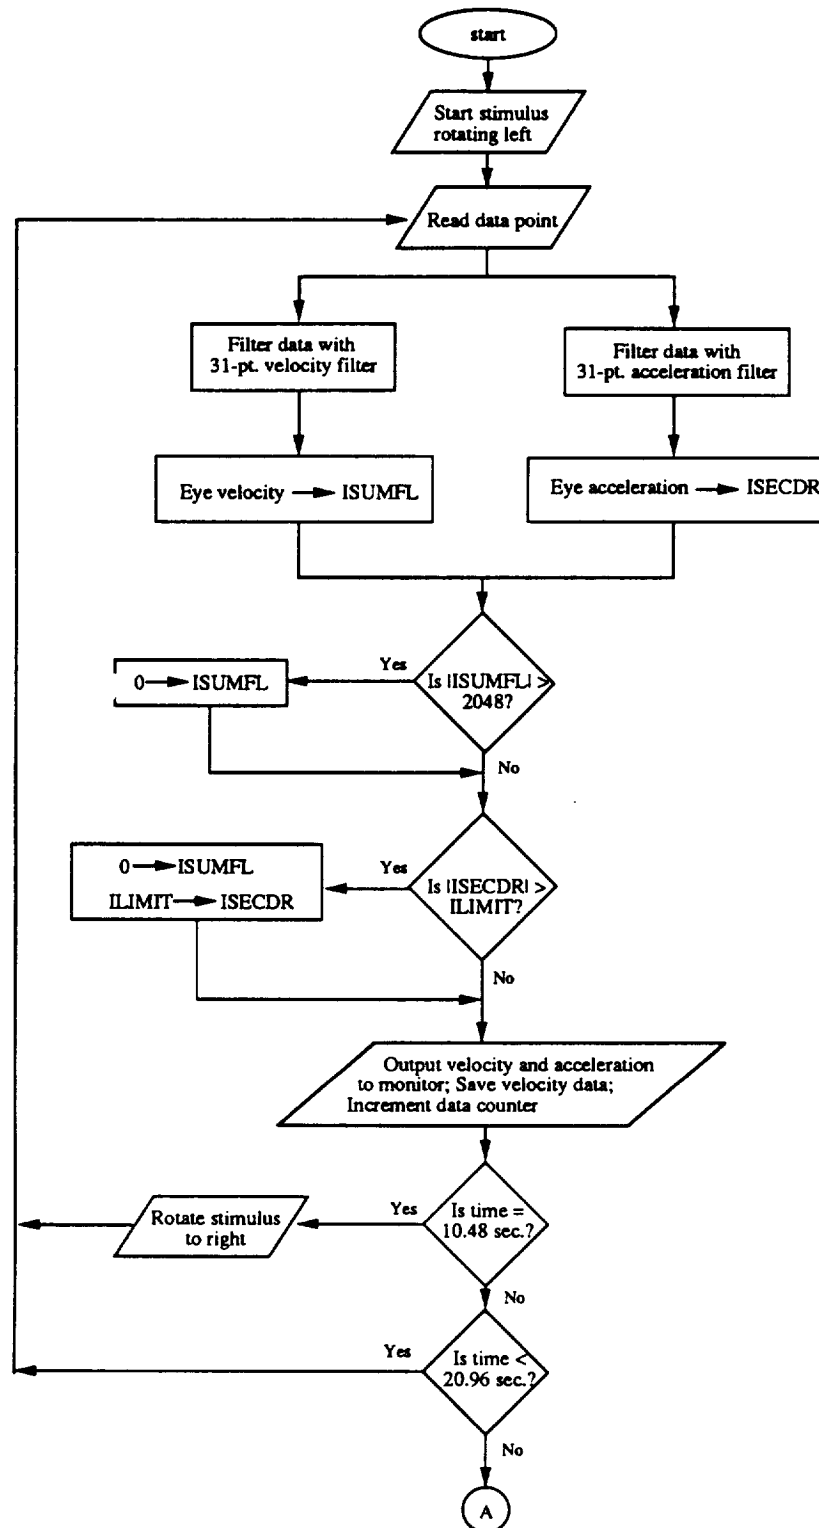 start
Start stimulus
rotating left
Read data point
Filter data with
31-pt. velocity filter
Filter data with
31-pt. acceleration filter
Eye velocity → ISUMFL
Eye acceleration → ISECDR
Is |ISUMFL| >
2048?
Yes
0 → ISUMFL
No
Is |ISECDR| >
ILIMIT?
Yes
0 → ISUMFL
ILIMIT → ISECDR
No
Output velocity and acceleration
to monitor; Save velocity data;
Increment data counter
Is time =
10.48 sec.?
Yes
Rotate stimulus
to right
No
Is time <
20.96 sec.?
Yes
No
A